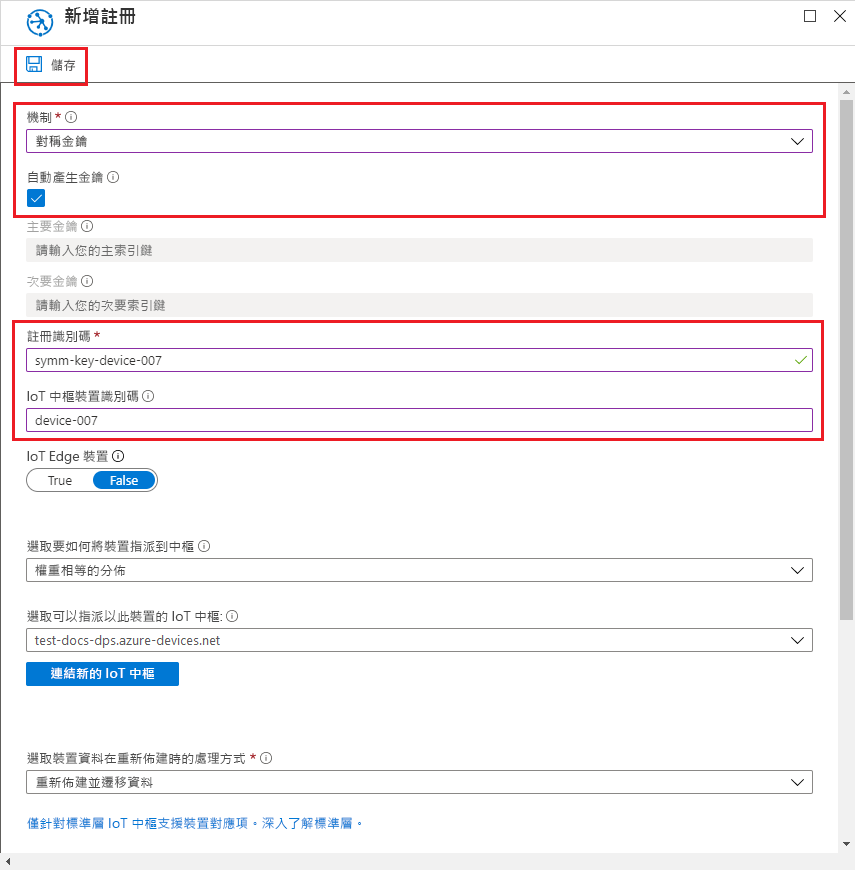 新增註冊
儲存
機制 *
對稱金鑰
自動產生金鑰
主要金鑰
請輸入您的主索引鍵
次要金鑰
請輸入您的次要索引鍵
註冊識別碼 *
symm-key-device-007
IoT 中樞裝置識別碼
device-007
IoT Edge 裝置
True False
選取要如何將裝置指派到中樞
權重相等的分佈
選取可以指派以此裝置的 IoT 中樞:
test-docs-dps.azure-devices.net
連結新的 IoT 中樞
選取裝置資料在重新佈建時的處理方式 *
重新佈建並遷移資料
僅針對標準層 IoT 中樞支援裝置對應項。深入了解標準層。